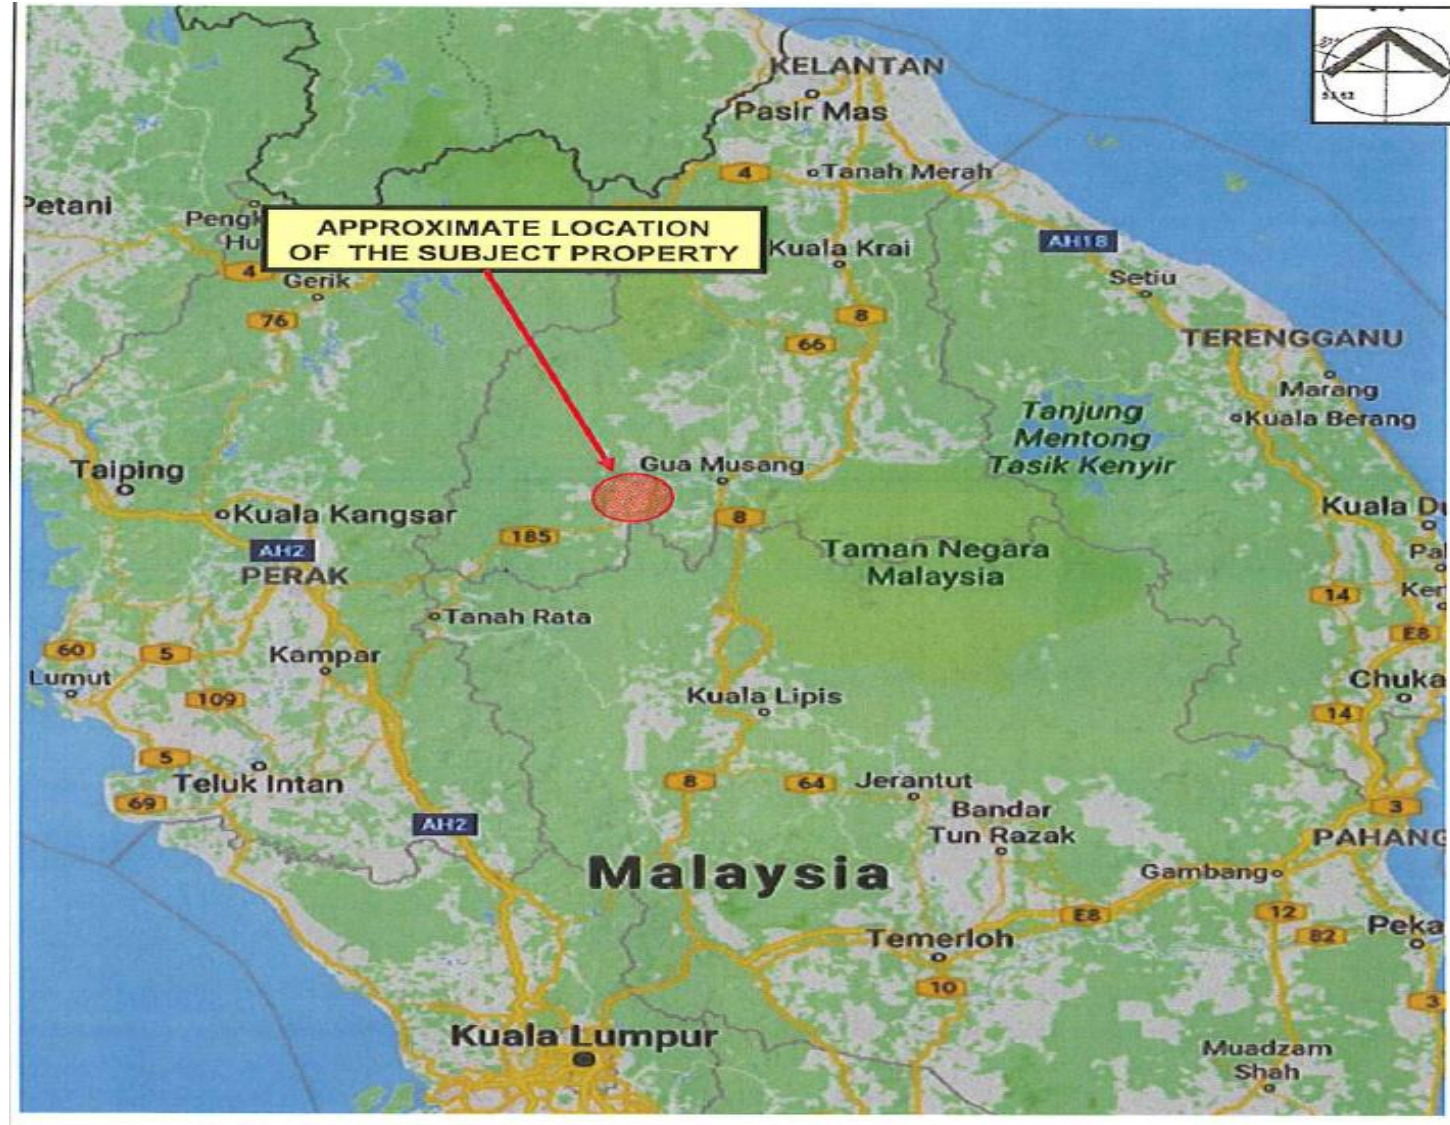 KELANTAN
Pasir Mas
4
Tanah Merah
Petani
APPROXIMATE LOCATION
OF THE SUBJECT PROPERTY
Kuala Krai
AH18
4
Gerik
Setiu
76
8
66
TERENGGANU
Marang
Kuala Berang
Tanjung
Mentong
Tasik Kenyir
Taiping
Gua Musang
Kuala Kangsar
8
185
AH2
PERAK
Taman Negara
Malaysia
14
Tanah Rata
E8
60
5
Kampar
Lumut
109
Kuala Lipis
14
5
Teluk Intan
69
8
64
Jerantut
Bandar
Tun Razak
3
AH2
PAHANG
Malaysia
Gambang
E8
12
82
Temerloh
10
3
Kuala Lumpur
Muadzam
Shah